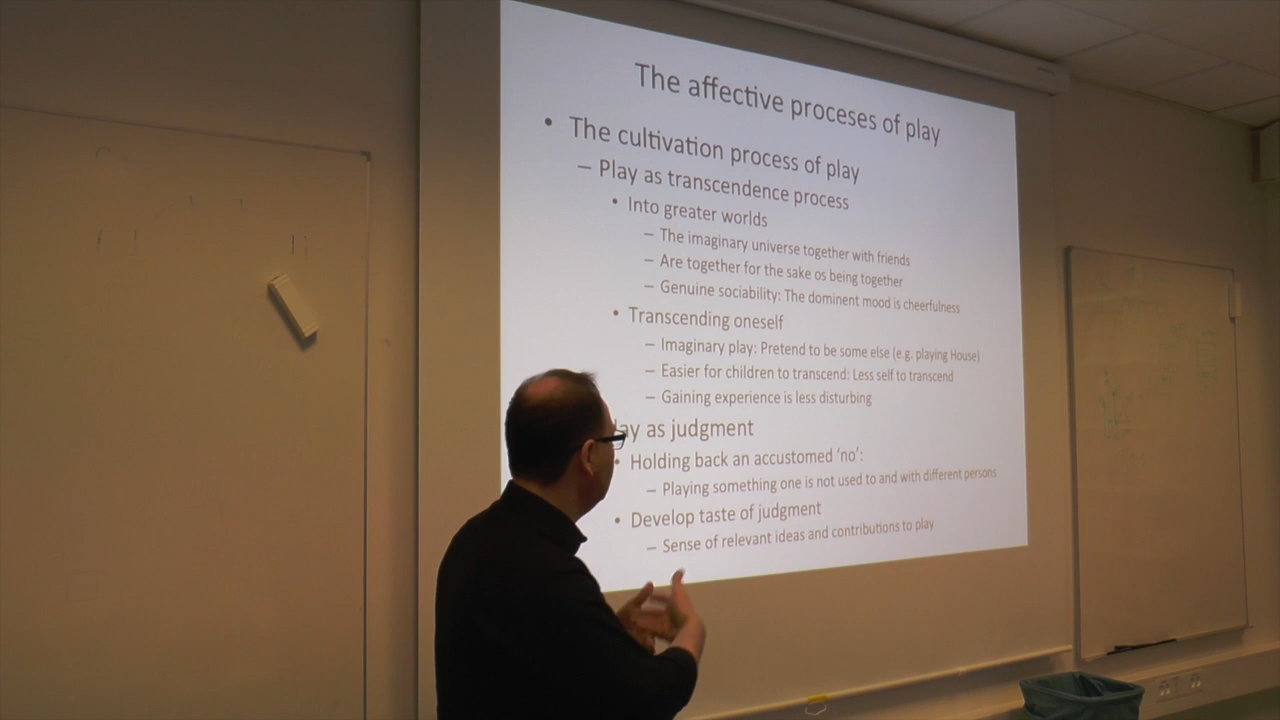 The affective proceses of play
• The cultivation process of play
– Play as transcendence process
• Into greater worlds
– The imaginary universe together with friends
– Are together for the sake os being together
– Genuine sociability: The dominent mood is cheerfulness
• Transcending oneself
– Imaginary play: Pretend to be some else (e.g. playing House)
– Easier for children to transcend: Less self to transcend
– Gaining experience is less disturbing
lay as judgment
• Holding back an accustomed ‘no’:
– Playing something one is not used to and with different persons
• Develop taste of judgment
– Sense of relevant ideas and contributions to play